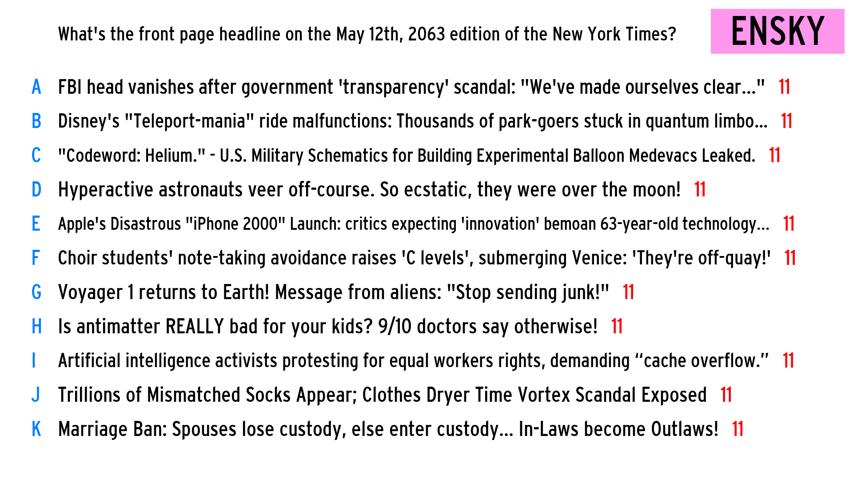 What's the front page headline on the May 12th, 2063 edition of the New York Times?
ENSKY
A FBI head vanishes after government 'transparency' scandal: "We've made ourselves clear..." 11
B Disney's "Teleport-mania" ride malfunctions: Thousands of park-goers stuck in quantum limbo... 11
C "Codeword: Helium." - U.S. Military Schematics for Building Experimental Balloon Medevacs Leaked. 11
D Hyperactive astronauts veer off-course. So ecstatic, they were over the moon! 11
E Apple's Disastrous "iPhone 2000" Launch: critics expecting 'innovation' bemoan 63-year-old technology... 11
F Choir students' note-taking avoidance raises 'C levels', submerging Venice: 'They're off-quay!' 11
G Voyager 1 returns to Earth! Message from aliens: "Stop sending junk!" 11
H Is antimatter REALLY bad for your kids? 9/10 doctors say otherwise! 11
I Artificial intelligence activists protesting for equal workers rights, demanding “cache overflow.” 11
J Trillions of Mismatched Socks Appear; Clothes Dryer Time Vortex Scandal Exposed 11
K Marriage Ban: Spouses lose custody, else enter custody... In-Laws become Outlaws! 11